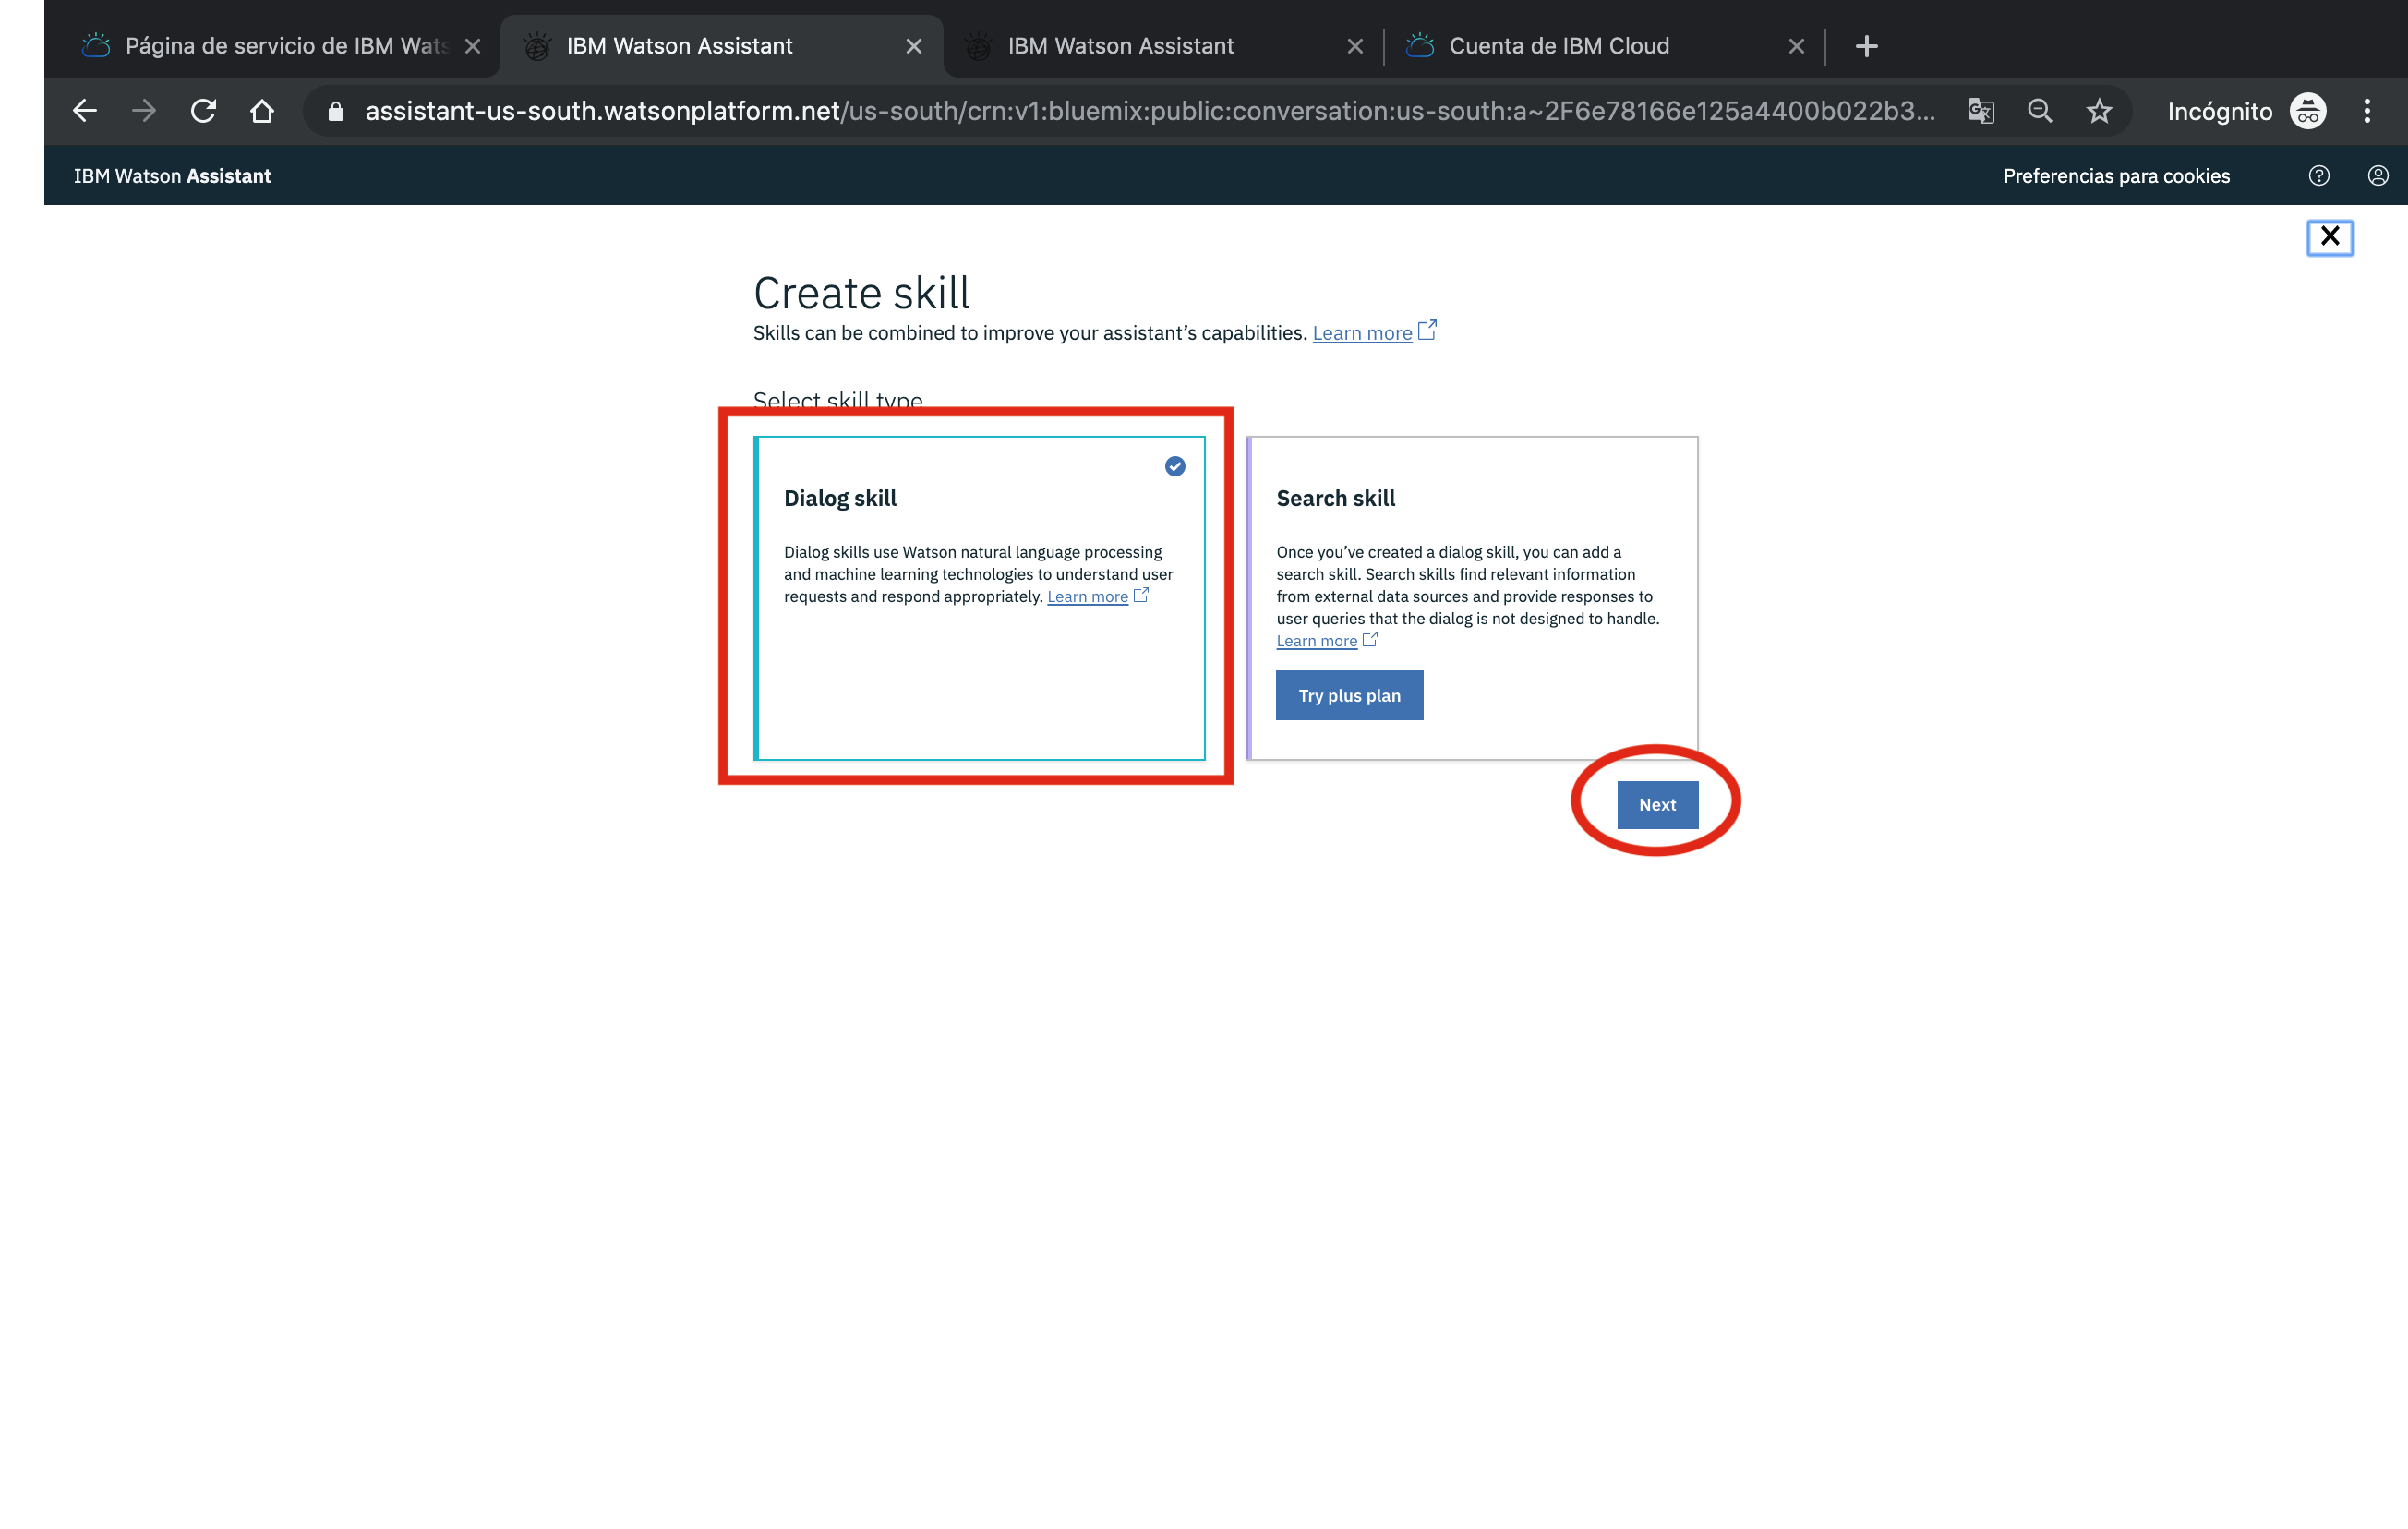 Página de servicio de IBM Wats
IBM Watson Assistant
IBM Watson Assistant
Cuenta de IBM Cloud
assistant-us-south.watsonplatform.net/us-south/crn:v1:bluemix:public:conversation:us-south:a~2F6e78166e125a4400b022b3...
Incógnito
IBM Watson Assistant
Preferencias para cookies
Create skill
Skills can be combined to improve your assistant’s capabilities. Learn more
Select skill type
Dialog skill
Dialog skills use Watson natural language processing
and machine learning technologies to understand user
requests and respond appropriately. Learn more
Search skill
Once you’ve created a dialog skill, you can add a
search skill. Search skills find relevant information
from external data sources and provide responses to
user queries that the dialog is not designed to handle.
Learn more
Try plus plan
Next